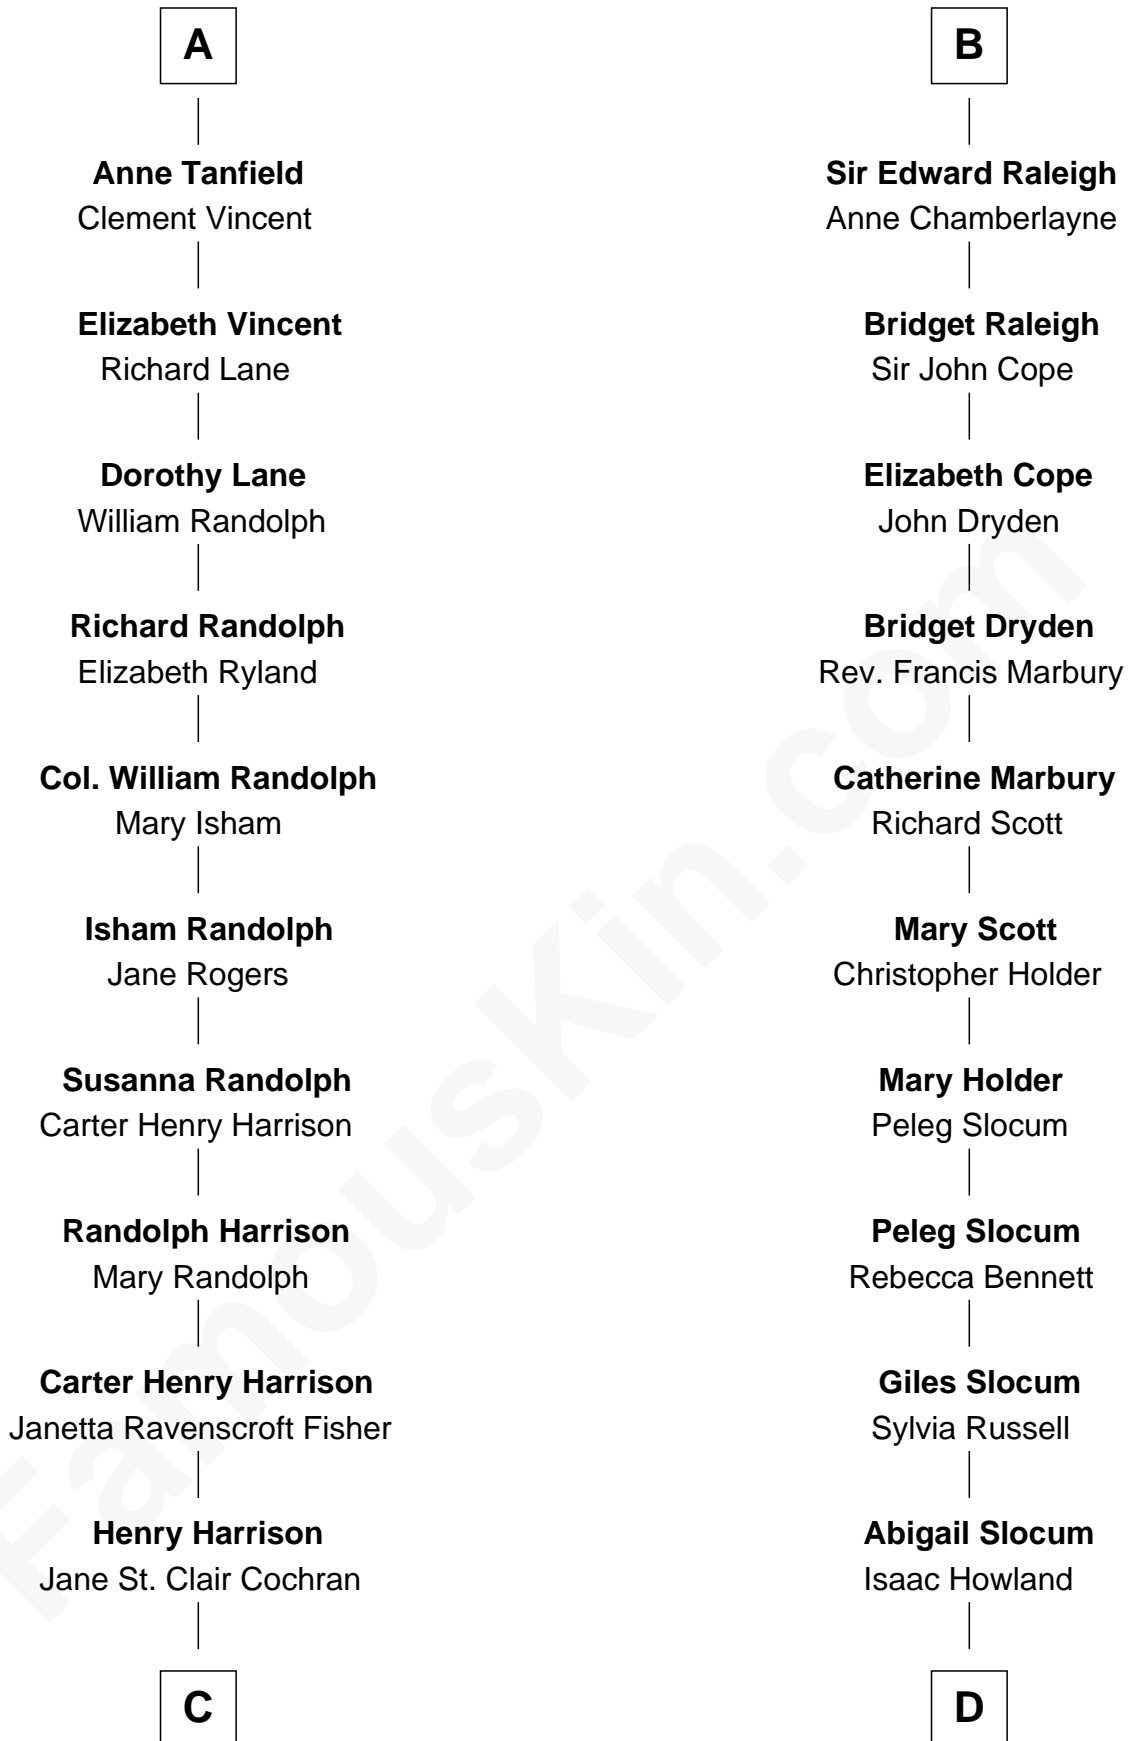 A
Anne Tanfield
Clement Vincent
Elizabeth Vincent
Richard Lane
Dorothy Lane
William Randolph
Richard Randolph
Elizabeth Ryland
Col. William Randolph
Mary Isham
Isham Randolph
Jane Rogers
Susanna Randolph
Carter Henry Harrison
Randolph Harrison
Mary Randolph
Carter Henry Harrison
Janetta Ravenscroft Fisher
Henry Harrison
Jane St. Clair Cochran
C
B
Sir Edward Raleigh
Anne Chamberlayne
Bridget Raleigh
Sir John Cope
Elizabeth Cope
John Dryden
Bridget Dryden
Rev. Francis Marbury
Catherine Marbury
Richard Scott
Mary Scott
Christopher Holder
Mary Holder
Peleg Slocum
Peleg Slocum
Rebecca Bennett
Giles Slocum
Sylvia Russell
Abigail Slocum
Isaac Howland
D
FamousKin.com